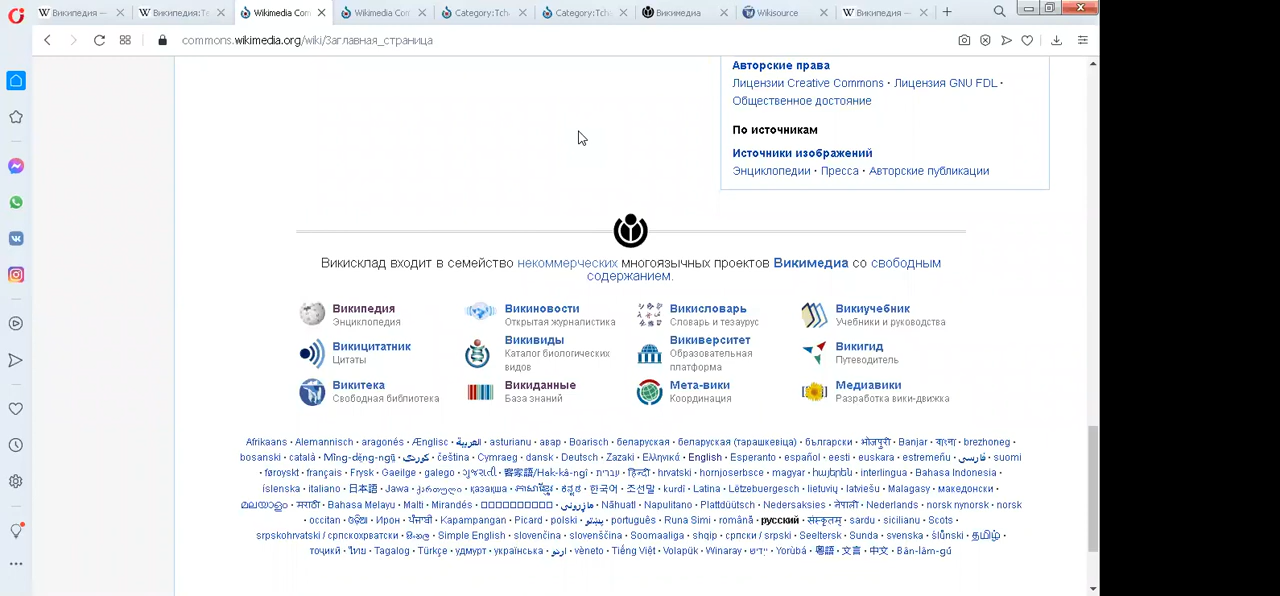 Википедия —
Википедия:Те
Wikimedia Com
Wikimedia Com
Category:Tch
Category:Tch
Викимедиа
Wikisource
Википедия —
commons.wikimedia.org/wiki/Заглавная_страница
Авторские права
Лицензии Creative Commons · Лицензия GNU FDL ·
Общественное достояние
По источникам
Источники изображений
Энциклопедии · Пресса · Авторские публикации
Викисклад входит в семейство некоммерческих многоязычных проектов Викимедиа со свободным
содержанием.
Википедия
Энциклопедия
Викиновости
Открытая журналистика
Викисловарь
Словарь и тезаурус
Викиучебник
Учебники и руководства
Викицитатник
Цитаты
Викивиды
Каталог биологических
видов
Викиверситет
Образовательная
платформа
Викигид
Путеводитель
Викитека
Свободная библиотека
Викиданные
База знаний
Мета-вики
Координация
Медиавики
Разработка вики-движка
Afrikaans · Alemannisch · aragonés · Ænglisc · العربية · asturianu · авар · Boarisch · беларуская · беларуская (тарашкевіца) · български · भोजपुरी · Banjar · বাংলা · brezhoneg ·
bosanski · català · Mìng-dĕng-ngṳ̄ · کوردی · čeština · Cymraeg · dansk · Deutsch · Zazaki · Ελληνικά · English · Esperanto · español · eesti · euskara · estremeñu · فارسی · suomi
· føroyskt · français · Frysk · Gaeilge · galego · ગુજરાતી · 客家語/Hak-kâ-ngî · עברית · हिन्दी · hrvatski · hornjoserbsce · magyar · հայերեն · interlingua · Bahasa Indonesia ·
íslenska · italiano · 日本語 · Jawa · ქართული · қазақша · ភាសាខ្មែរ · ಕನ್ನಡ · 한국어 · 조선말 · kurdî · Latina · Lëtzebuergesch · lietuvių · latviešu · Malagasy · македонски ·
മലയാളം · मराठी · Bahasa Melayu · Malti · Mirandés · مازِرونی · Nāhuatl · Napulitano · Plattdüütsch · Nedersaksies · नेपाली · Nederlands · norsk nynorsk · norsk
· occitan · ଓଡ଼ିଆ · Ирон · ਪੰਜਾਬੀ · Kapampangan · Picard · polski · پښتو · português · Runa Simi · română · русский · संस्कृतम् · sardu · sicilianu · Scots ·
srpskohrvatski / српскохрватски · සිංහල · Simple English · slovenčina · slovenščina · Soomaaliga · shqip · српски / srpski · Seeltersk · Sunda · svenska · ślůnski · தமிழ் ·
тоҷикӣ · ไทย · Tagalog · Türkçe · удмурт · українська · اردو · vèneto · Tiếng Việt · Volapük · Winaray · ייִדיש · Yorùbá · 粵語 · 文言 · 中文 · Bân-lâm-gú